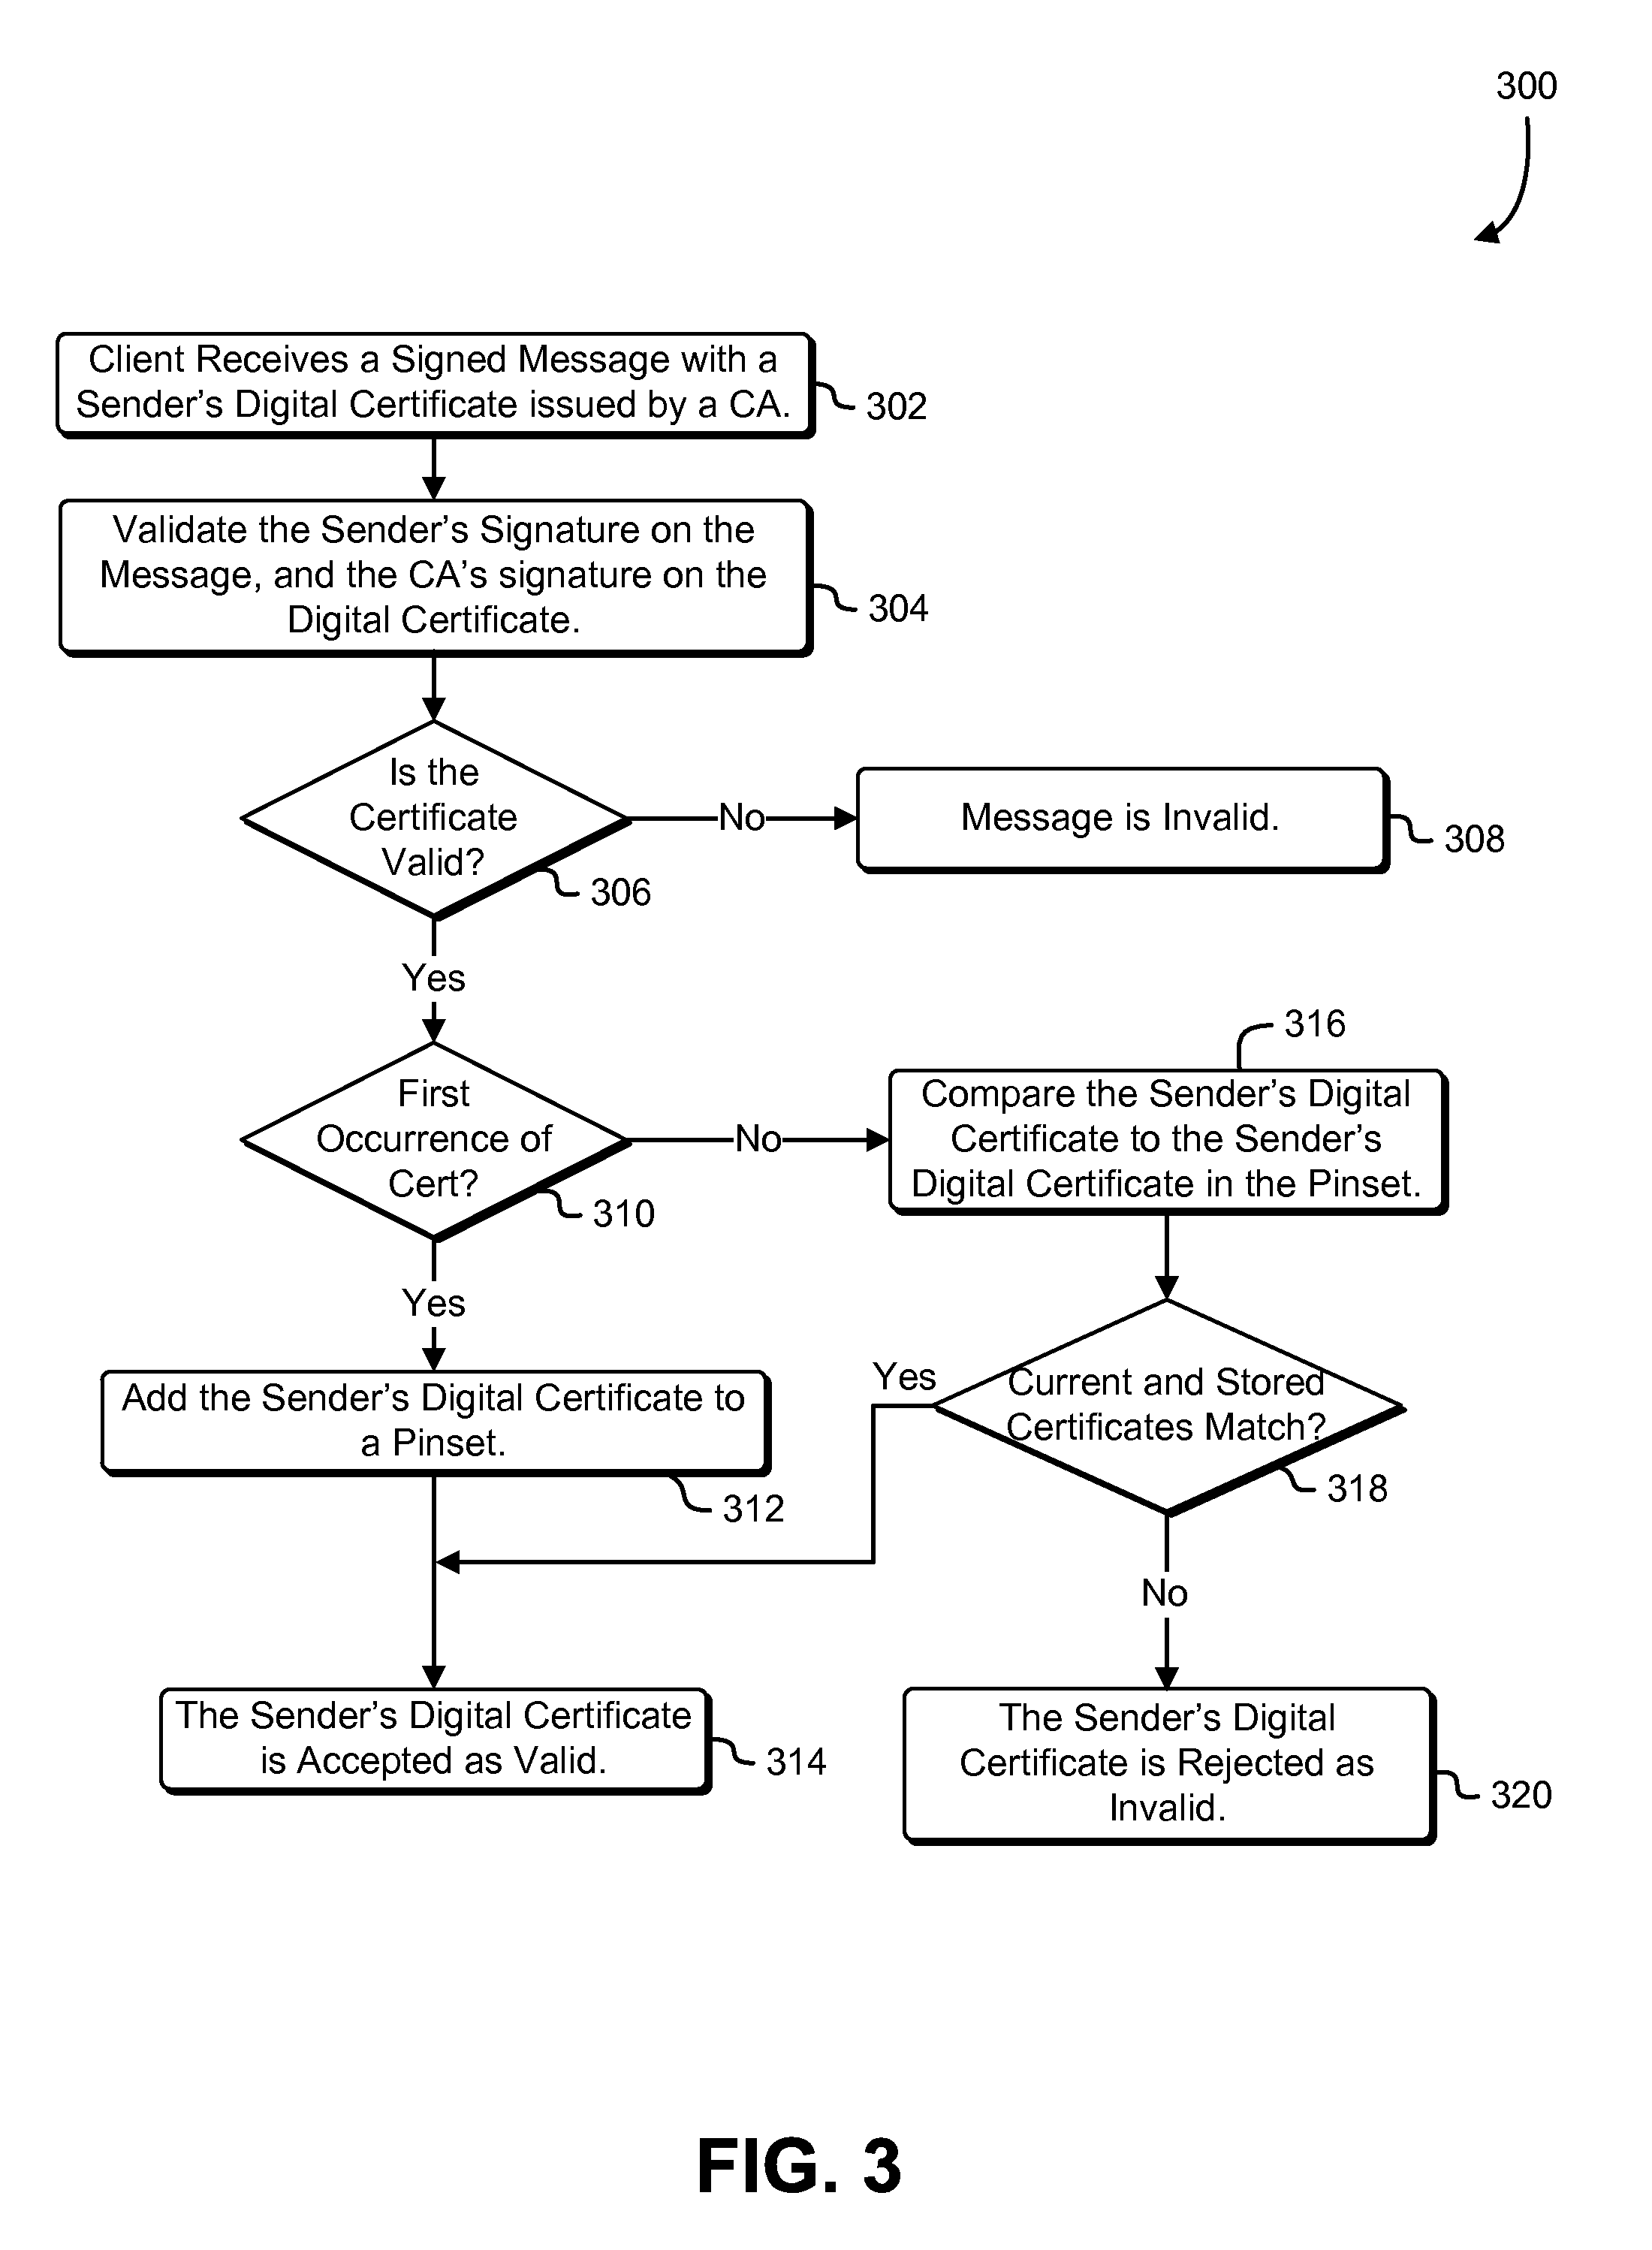 300
Client Receives a Signed Message with a
Sender's Digital Certificate issued by a CA.
302
Validate the Sender's Signature on the
Message, and the CA's signature on the
Digital Certificate.
304
Is the
Certificate
Valid?
306
No
Message is Invalid.
308
Yes
First
Occurrence of
Cert?
310
No
316
Compare the Sender's Digital
Certificate to the Sender's
Digital Certificate in the Pinset.
Yes
Add the Sender's Digital Certificate to
a Pinset.
312
Yes
Current and Stored
Certificates Match?
318
No
The Sender's Digital Certificate
is Accepted as Valid.
314
The Sender's Digital
Certificate is Rejected as
Invalid.
320
FIG. 3